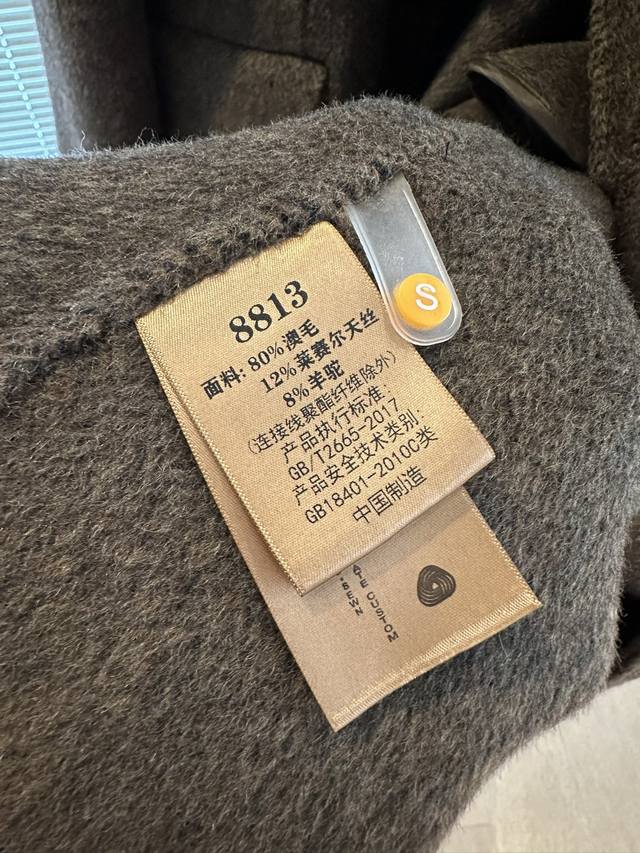 8813
面料: 80%澳毛
12%莱赛尔天丝
8%羊驼
(连接线聚酯纤维除外)
产品执行标准:
GB/T2665-2017
产品安全技术类别:
GB18401-2010C类
中国制造
S
CUSTOM
SEWN